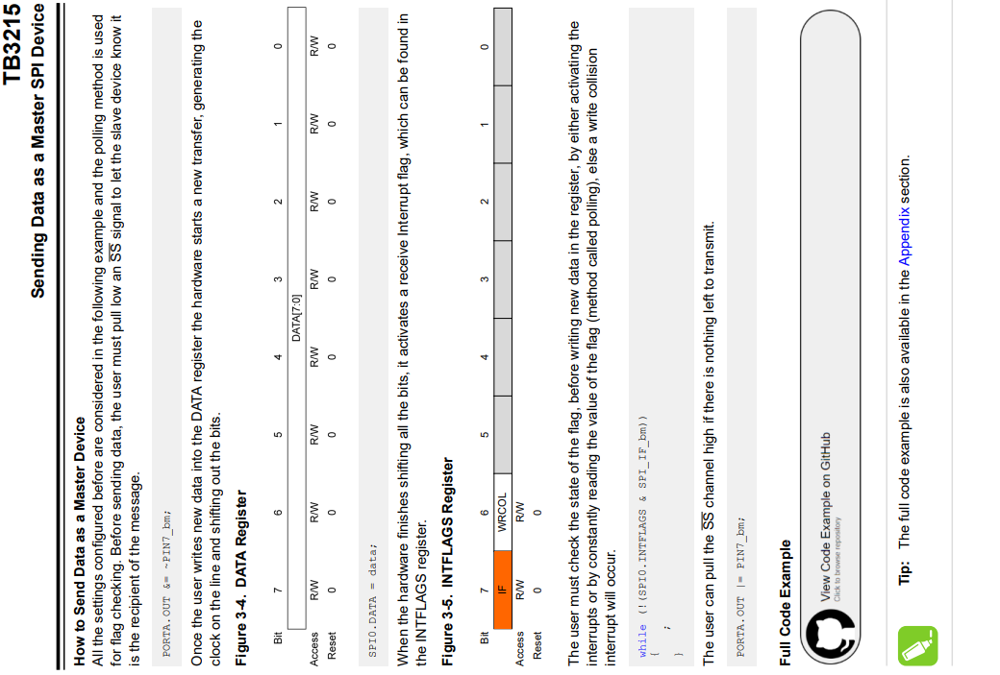 TB3215
Sending Data as a Master SPI Device
How to Send Data as a Master Device
All the settings configured before are considered in the following example and the polling method is used
for flag checking. Before sending data, the user must pull low an SS signal to let the slave device know it
is the recipient of the message.
PORTA.OUT &= ~PIN7_bm;
Once the user writes new data into the DATA register the hardware starts a new transfer, generating the
clock on the line and shifting out the bits.
Figure 3-4. DATA Register
Bit 7 6 5 4 3 2 1 0
DATA[7:0]
Access R/W R/W R/W R/W R/W R/W R/W R/W
Reset 0 0 0 0 0 0 0 0
SPI0.DATA = data;
When the hardware finishes shifting all the bits, it activates a receive Interrupt flag, which can be found in
the INTFLAGS register.
Figure 3-5. INTFLAGS Register
Bit 7 6 5 4 3 2 1 0
IF WRCOL
Access R/W R/W
Reset 0 0
The user must check the state of the flag, before writing new data in the register, by either activating the
interrupts or by constantly reading the value of the flag (method called polling), else a write collision
interrupt will occur.
while (!(SPI0.INTFLAGS & SPI_IF_bm))
{
;
}
The user can pull the SS channel high if there is nothing left to transmit.
PORTA.OUT |= PIN7_bm;
Full Code Example
View Code Example on GitHub
Click to browse repository
Tip: The full code example is also available in the Appendix section.